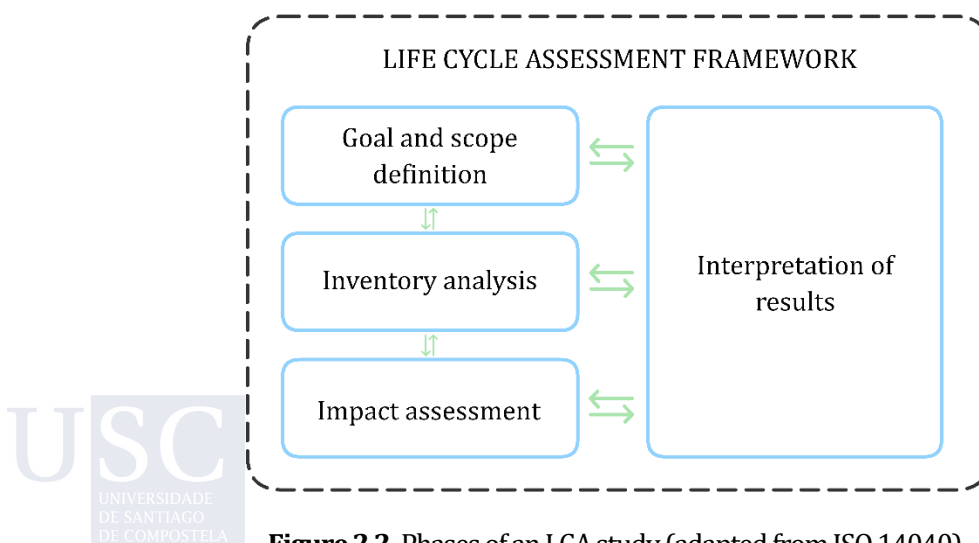 LIFE CYCLE ASSESSMENT FRAMEWORK
Goal and scope
definition
Inventory analysis
Impact assessment
Interpretation of
results
USC
UNIVERSIDADE
DE SANTIAGO
DE COMPOSTELA
Figure 2.2. Phases of an LCA study (adapted from ISO 14040)